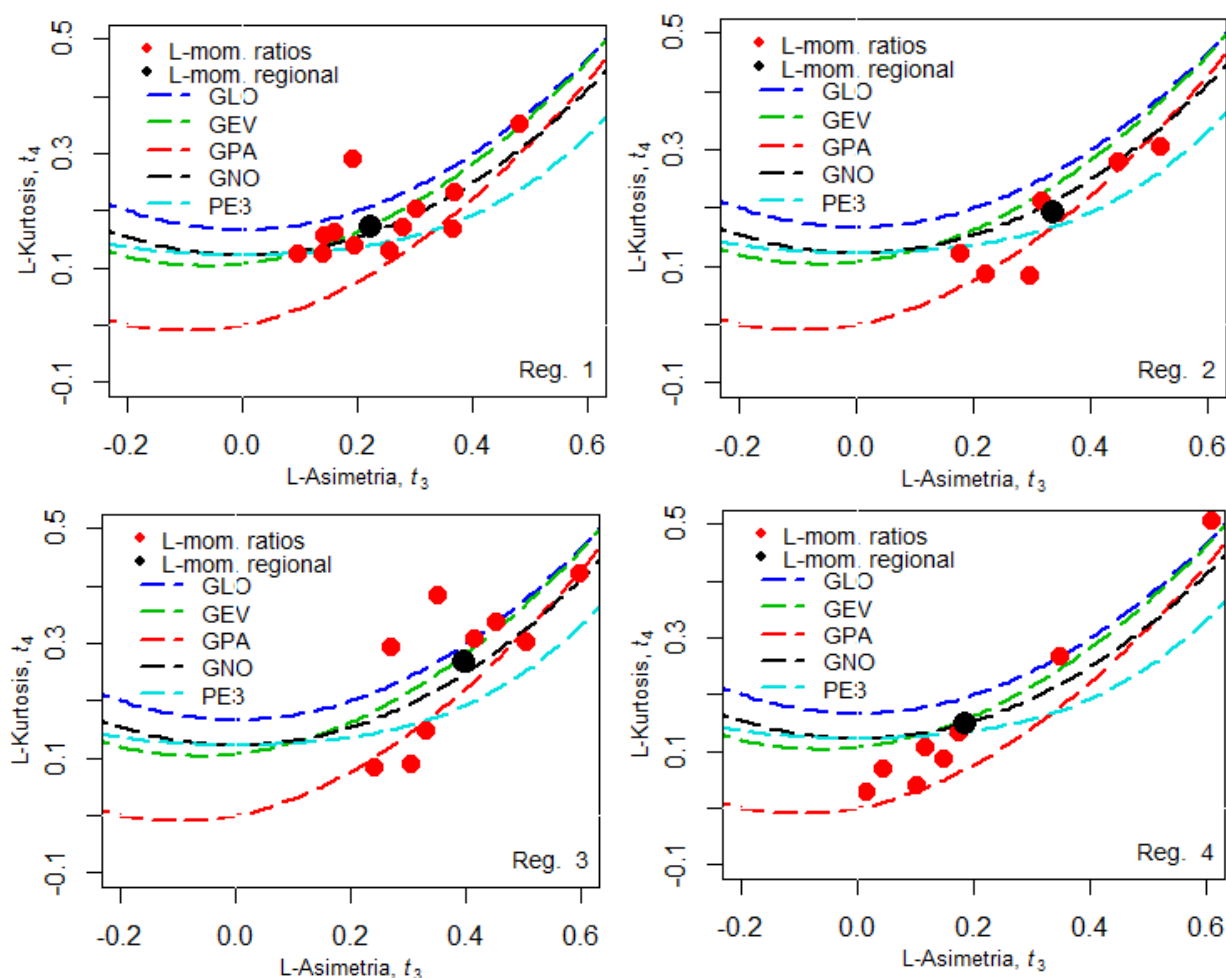 0.5
0.3
0.1
-0.1
L-Kurtosis, t4
L-mom. ratios
L-mom. regional
GLO
GEV
GPA
GNO
PE3
Reg. 1
-0.2 0.0 0.2 0.4 0.6
L-Asimetria, t3
0.5
0.3
0.1
-0.1
L-Kurtosis, t4
L-mom. ratios
L-mom. regional
GLO
GEV
GPA
GNO
PE3
Reg. 2
-0.2 0.0 0.2 0.4 0.6
L-Asimetria, t3
0.5
0.3
0.1
-0.1
L-Kurtosis, t4
L-mom. ratios
L-mom. regional
GLO
GEV
GPA
GNO
PE3
Reg. 3
-0.2 0.0 0.2 0.4 0.6
L-Asimetria, t3
0.5
0.3
0.1
-0.1
L-Kurtosis, t4
L-mom. ratios
L-mom. regional
GLO
GEV
GPA
GNO
PE3
Reg. 4
-0.2 0.0 0.2 0.4 0.6
L-Asimetria, t3